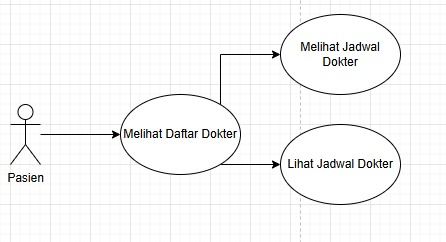 Melihat Jadwal
Dokter
Melihat Daftar Dokter
Lihat Jadwal Dokter
Pasien